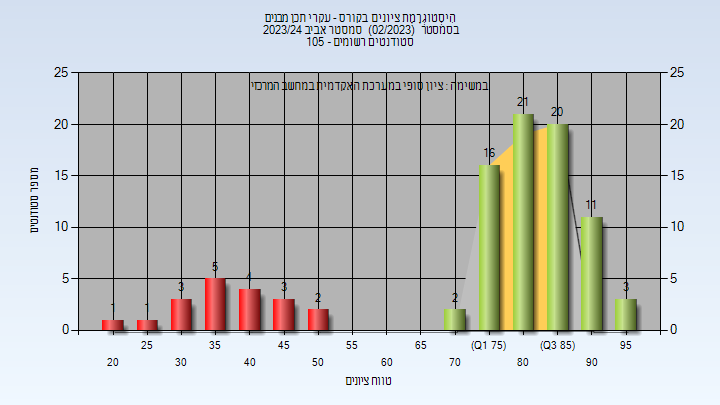 היסטוגרמת ציונים בקורס - עקרי תכן מבנים
בסמסטר (02/2023) סמסטר אביב 2023/24
סטודנטים רשומים - 105
במשימה : ציון סופי במערכת האקדמית במחשב המרכזי
מספר סטודנטים
25 25
20 20
15 15
10 10
5 5
0 0
1 1 3 5 4 3 2 2 16 21 20 11 3
25 35 45 55 65 (Q1 75) (Q3 85) 95
20 30 40 50 60 70 80 90
טווח ציונים